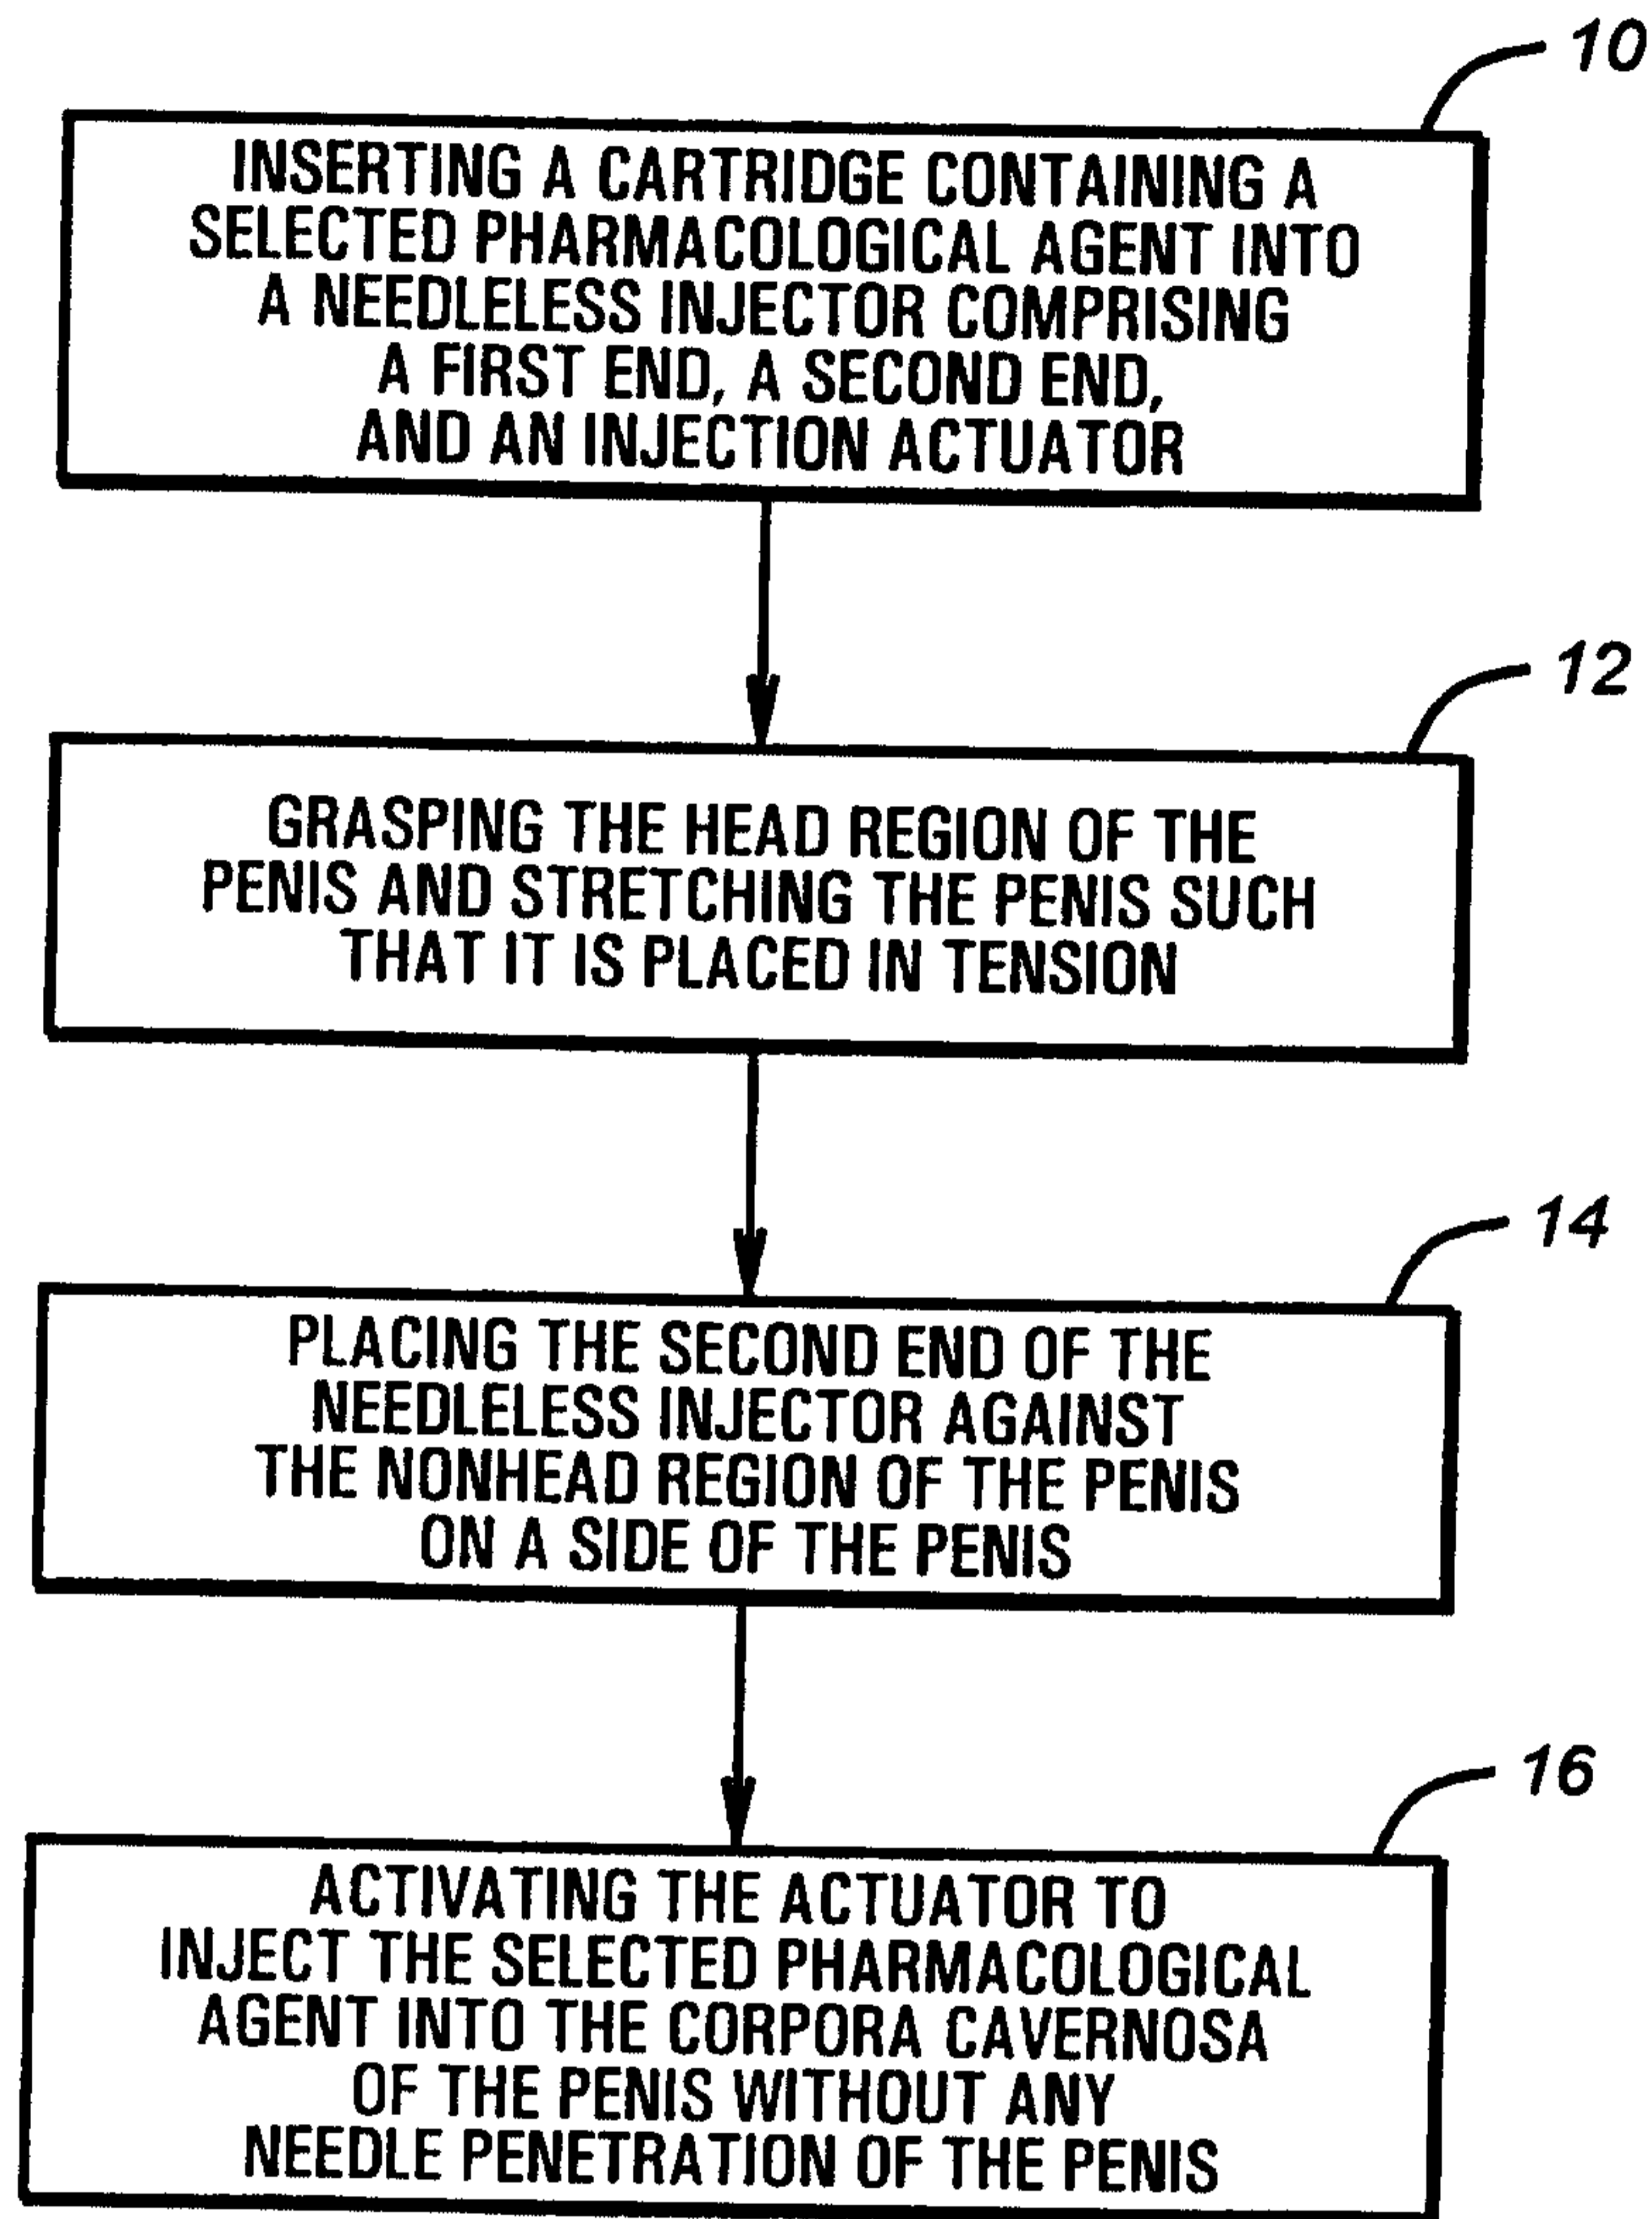 10
INSERTING A CARTRIDGE CONTAINING A
SELECTED PHARMACOLOGICAL AGENT INTO
A NEEDLELESS INJECTOR COMPRISING
A FIRST END, A SECOND END,
AND AN INJECTION ACTUATOR
12
GRASPING THE HEAD REGION OF THE
PENIS AND STRETCHING THE PENIS SUCH
THAT IT IS PLACED IN TENSION
14
PLACING THE SECOND END OF THE
NEEDLELESS INJECTOR AGAINST
THE NONHEAD REGION OF THE PENIS
ON A SIDE OF THE PENIS
16
ACTIVATING THE ACTUATOR TO
INJECT THE SELECTED PHARMACOLOGICAL
AGENT INTO THE CORPORA CAVERNOSA
OF THE PENIS WITHOUT ANY
NEEDLE PENETRATION OF THE PENIS